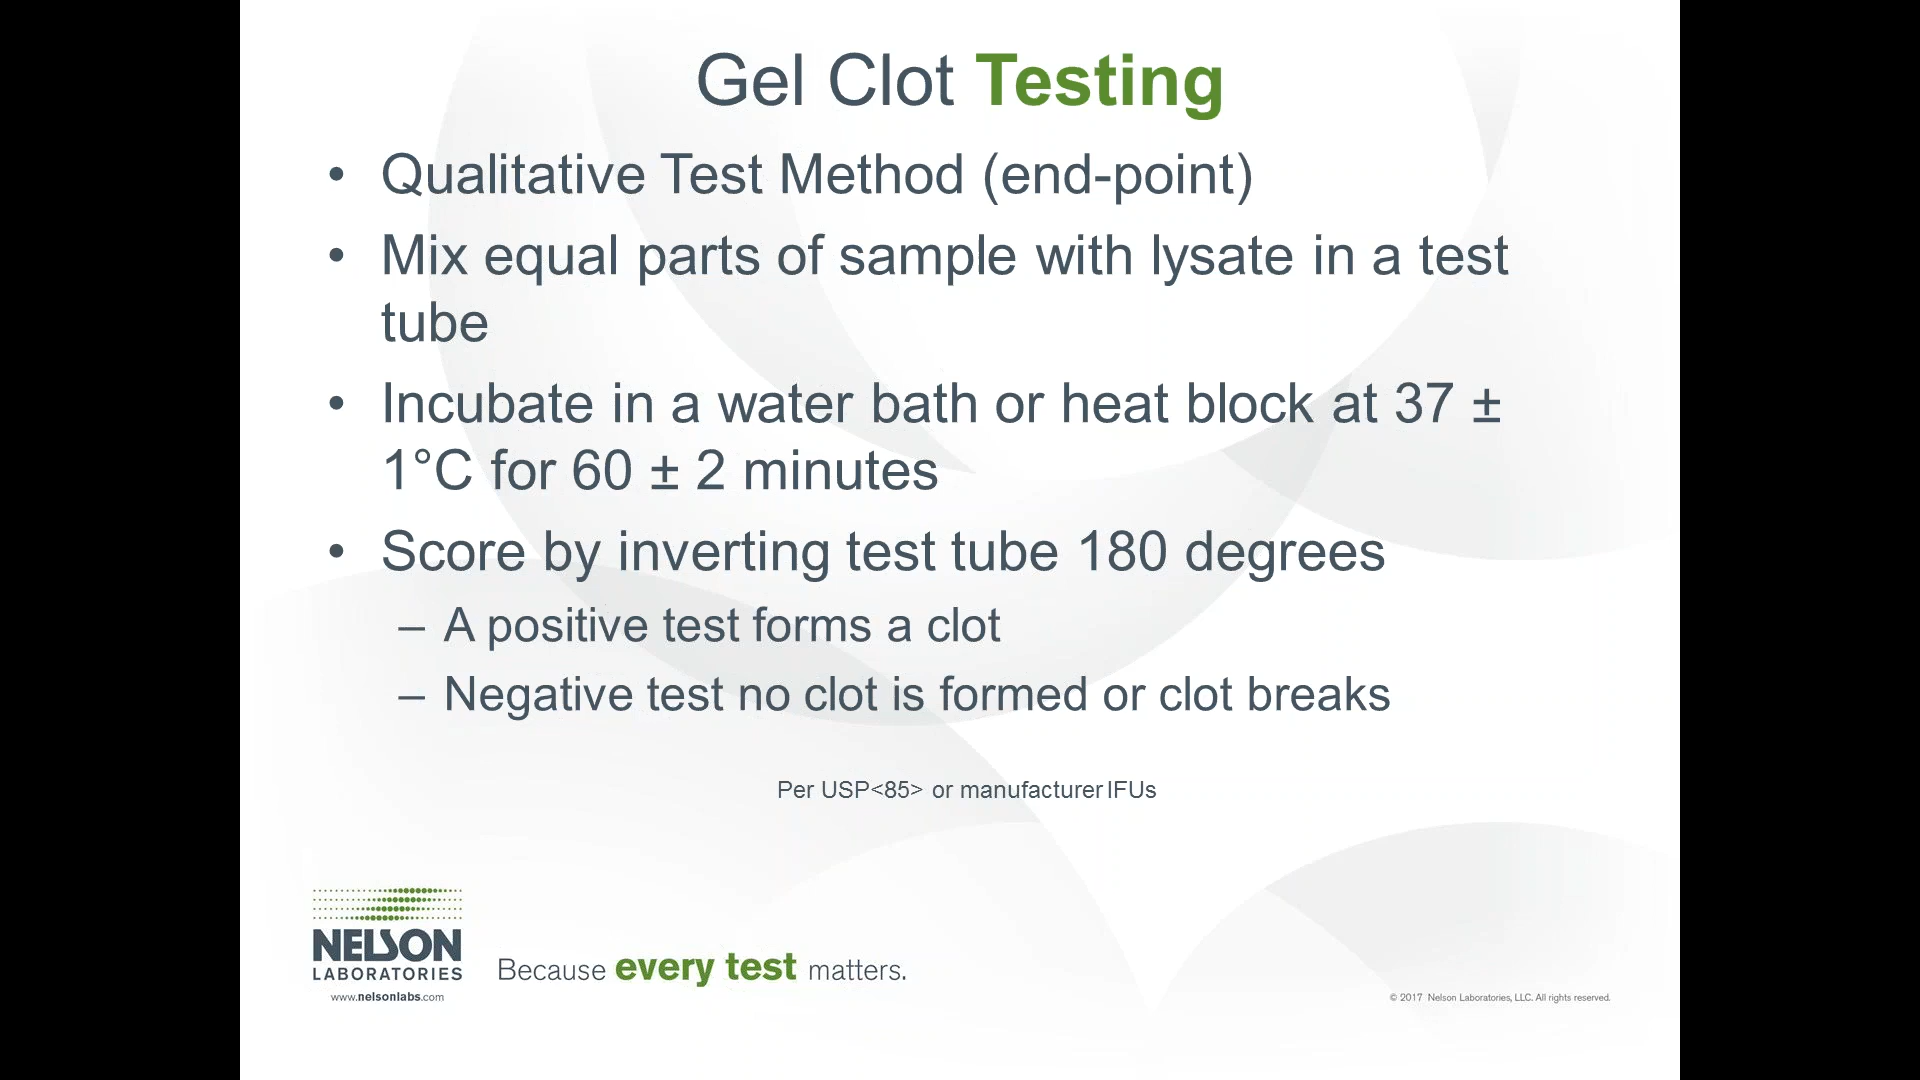 Gel Clot Testing
• Qualitative Test Method (end-point)
• Mix equal parts of sample with lysate in a test
tube
• Incubate in a water bath or heat block at 37 ±
1°C for 60 ± 2 minutes
• Score by inverting test tube 180 degrees
– A positive test forms a clot
– Negative test no clot is formed or clot breaks
Per USP<85> or manufacturer IFUs
NELSON
LABORATORIES
www.nelsonlabs.com
Because every test matters.
© 2017 Nelson Laboratories, LLC. All rights reserved.